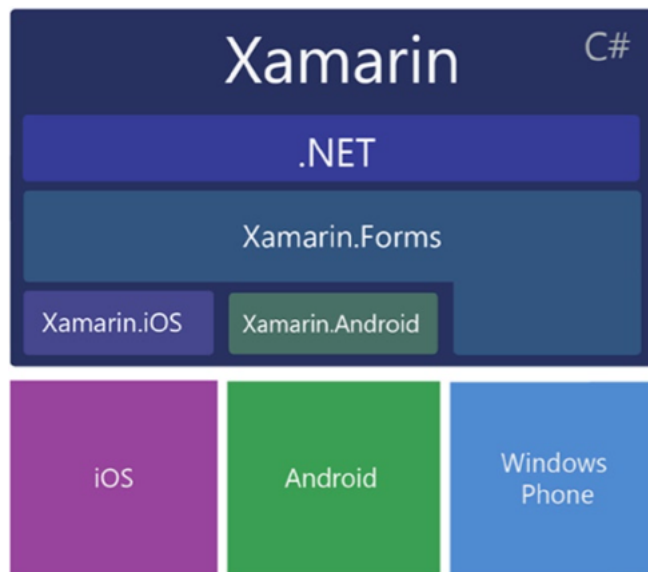 Xamarin
C#
.NET
Xamarin.Forms
Xamarin.iOS
Xamarin.Android
iOS
Android
Windows
Phone